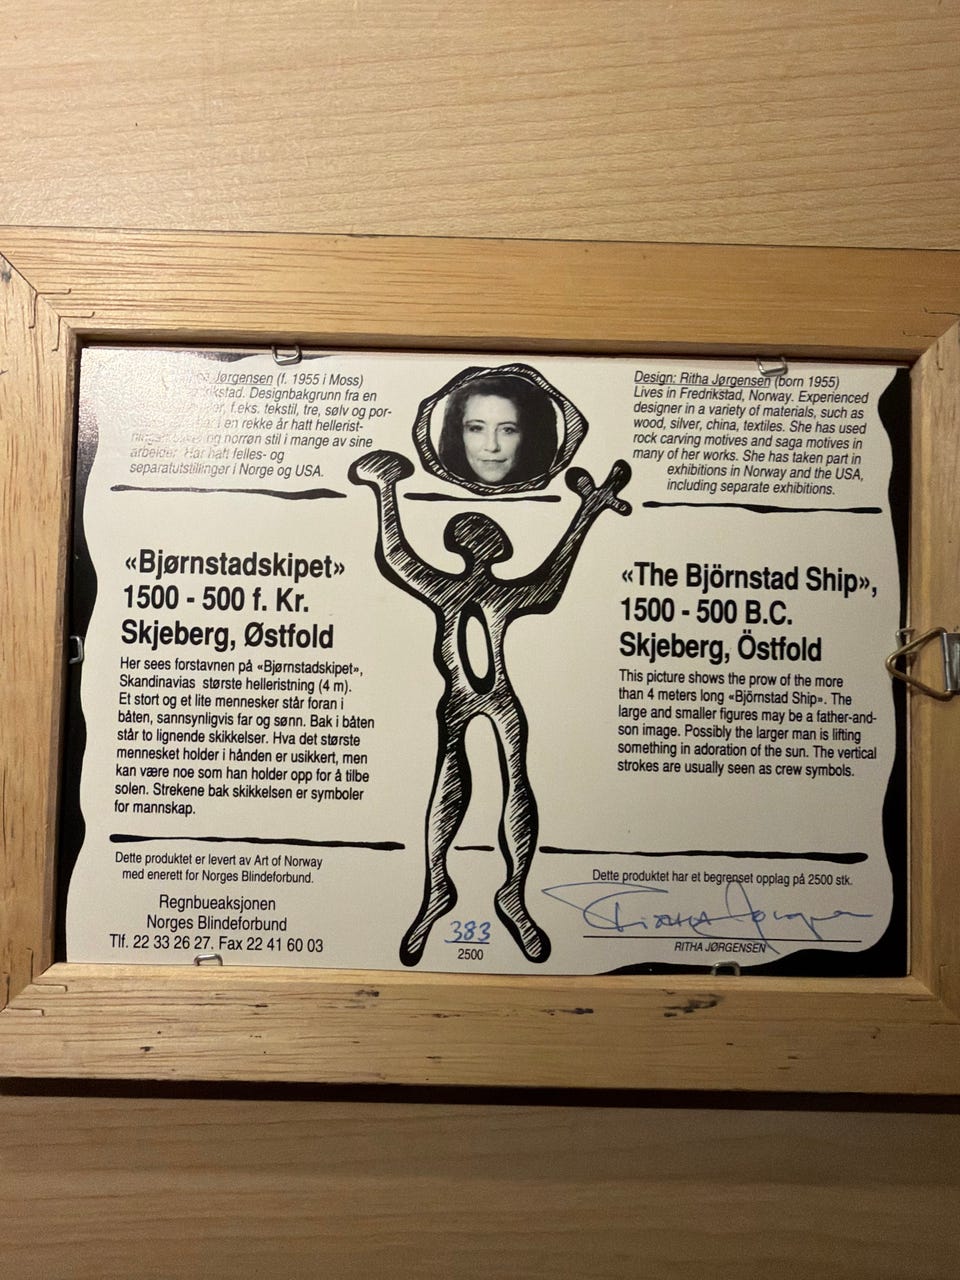 Jørgensen (f. 1955 i Moss)
Designbakgrunn fra en
f.eks. tekstil, tre, sølv og por-
en rekke år hatt hellerist-
og norrøn stil i mange av sine
arbeider. Har hatt felles- og
separatutstillinger i Norge og USA.
«Bjørnstadskipet»
1500 - 500 f. Kr.
Skjeberg, Østfold
Her sees forstavnen på «Bjørnstadskipet»,
Skandinavias største helleristning (4 m).
Et stort og et lite mennesker står foran i
båten, sannsynligvis far og sønn. Bak i båten
står to lignende skikkelser. Hva det største
mennesket holder i hånden er usikkert, men
kan være noe som han holder opp for å tilbe
solen. Strekene bak skikkelsen er symboler
for mannskap.
Dette produktet er levert av Art of Norway
med enerett for Norges Blindeforbund.
Regnbueaksjonen
Norges Blindeforbund
Tlf. 22 33 26 27. Fax 22 41 60 03
383
2500
Design: Ritha Jørgensen (born 1955)
Lives in Fredrikstad, Norway. Experienced
designer in a variety of materials, such as
wood, silver, china, textiles. She has used
rock carving motives and saga motives in
many of her works. She has taken part in
exhibitions in Norway and the USA,
including separate exhibitions.
«The Björnstad Ship»,
1500 - 500 B.C.
Skjeberg, Östfold
This picture shows the prow of the more
than 4 meters long «Björnstad Ship». The
large and smaller figures may be a father-and-
son image. Possibly the larger man is lifting
something in adoration of the sun. The vertical
strokes are usually seen as crew symbols.
Dette produktet har et begrenset opplag på 2500 stk.
Ritha Jørgensen
RITHA JØRGENSEN